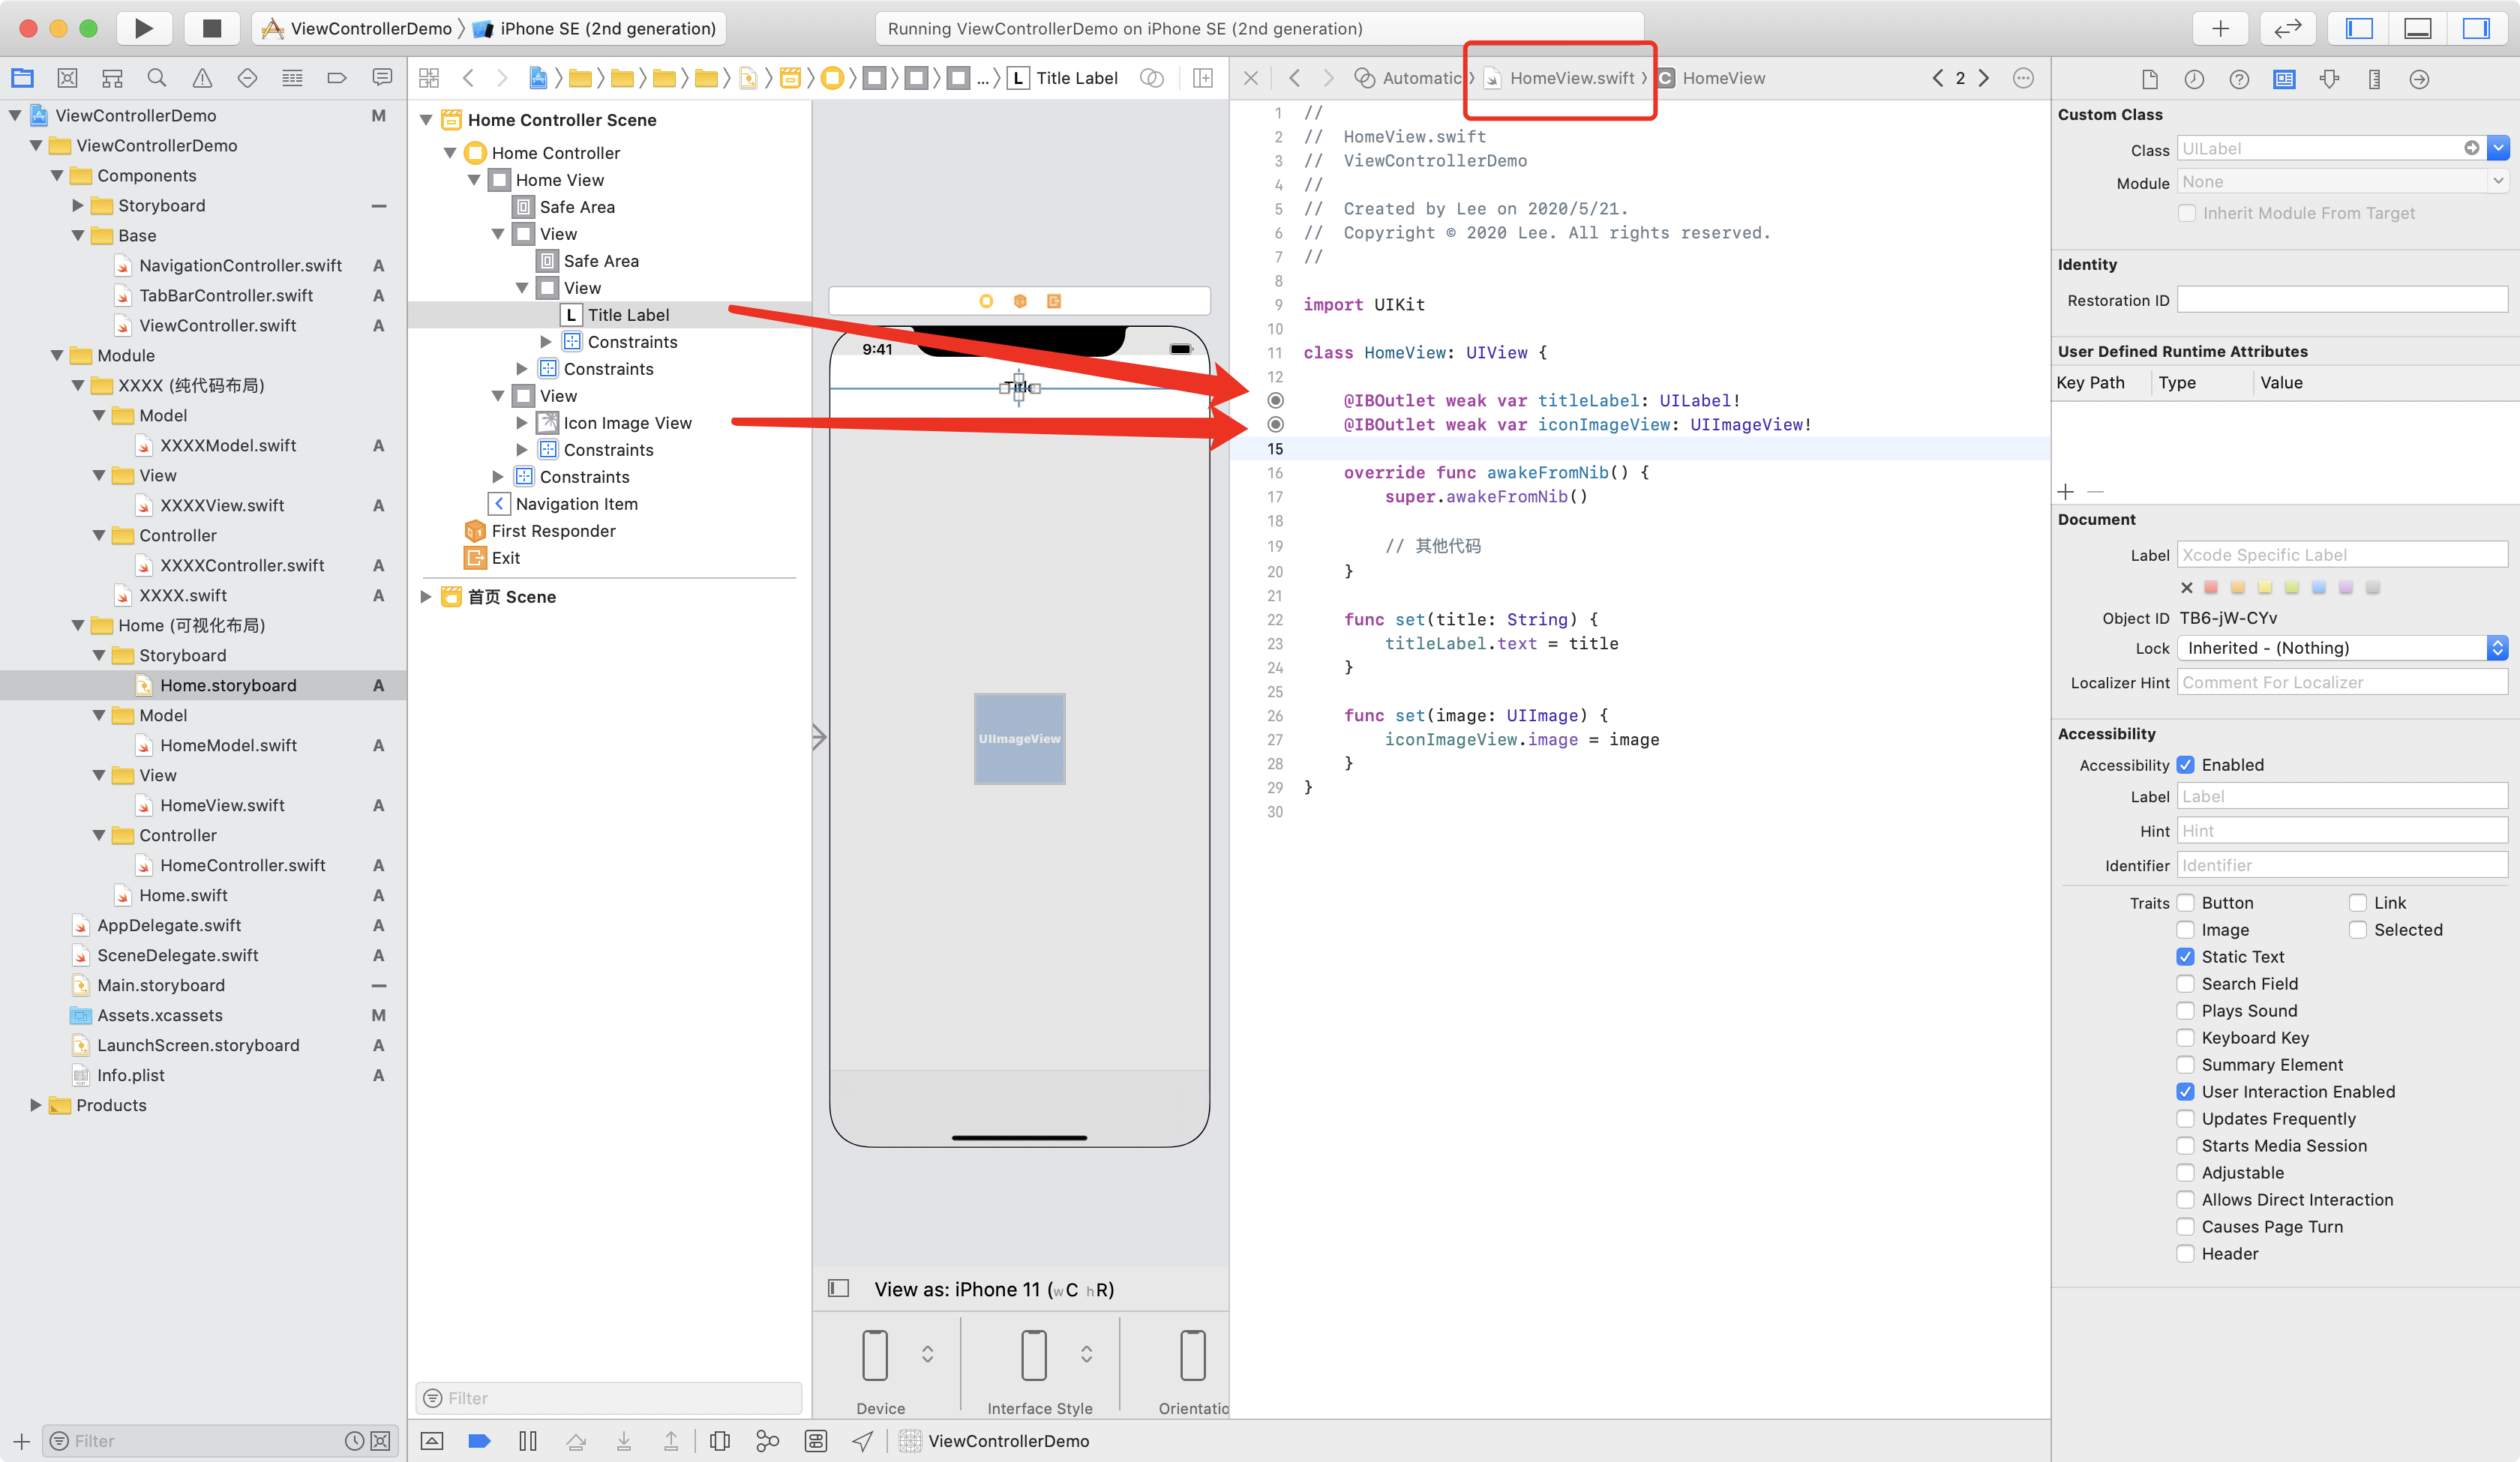 ViewControllerDemo
iPhone SE (2nd generation)
Running ViewControllerDemo on iPhone SE (2nd generation)
ViewControllerDemo M
ViewControllerDemo
Components
Storyboard
Base
NavigationController.swift A
TabBarController.swift A
ViewController.swift A
Module
XXXX (纯代码布局)
Model
XXXXModel.swift A
View
XXXXView.swift A
Controller
XXXXController.swift A
XXXX.swift A
Home (可视化布局)
Storyboard
Home.storyboard A
Model
HomeModel.swift A
View
HomeView.swift A
Controller
HomeController.swift A
Home.swift A
AppDelegate.swift A
SceneDelegate.swift A
Main.storyboard
Assets.xcassets M
LaunchScreen.storyboard A
Info.plist A
Products
Filter
... L Title Label
Home Controller Scene
Home Controller
Home View
Safe Area
View
Safe Area
View
L Title Label
Constraints
Constraints
View
Icon Image View
Constraints
Constraints
Navigation Item
First Responder
Exit
首页 Scene
Filter
9:41
Title
UIImageView
View as: iPhone 11 (wC hR)
Device
Interface Style
Orientatio
ViewControllerDemo
Automatic
HomeView.swift
C HomeView
2
1 //
2 // HomeView.swift
3 // ViewControllerDemo
4 //
5 // Created by Lee on 2020/5/21.
6 // Copyright © 2020 Lee. All rights reserved.
7 //
8
9 import UIKit
10
11 class HomeView: UIView {
12
@IBOutlet weak var titleLabel: UILabel!
@IBOutlet weak var iconImageView: UIImageView!
15
16 override func awakeFromNib() {
17 super.awakeFromNib()
18
19 // 其他代码
20 }
21
22 func set(title: String) {
23 titleLabel.text = title
24 }
25
26 func set(image: UIImage) {
27 iconImageView.image = image
28 }
29 }
30
Custom Class
Class UILabel
Module None
Inherit Module From Target
Identity
Restoration ID
User Defined Runtime Attributes
Key Path Type Value
Document
Label Xcode Specific Label
Object ID TB6-jW-CYv
Lock Inherited - (Nothing)
Localizer Hint Comment For Localizer
Accessibility
Accessibility Enabled
Label Label
Hint Hint
Identifier Identifier
Traits Button Link
Image Selected
Static Text
Search Field
Plays Sound
Keyboard Key
Summary Element
User Interaction Enabled
Updates Frequently
Starts Media Session
Adjustable
Allows Direct Interaction
Causes Page Turn
Header